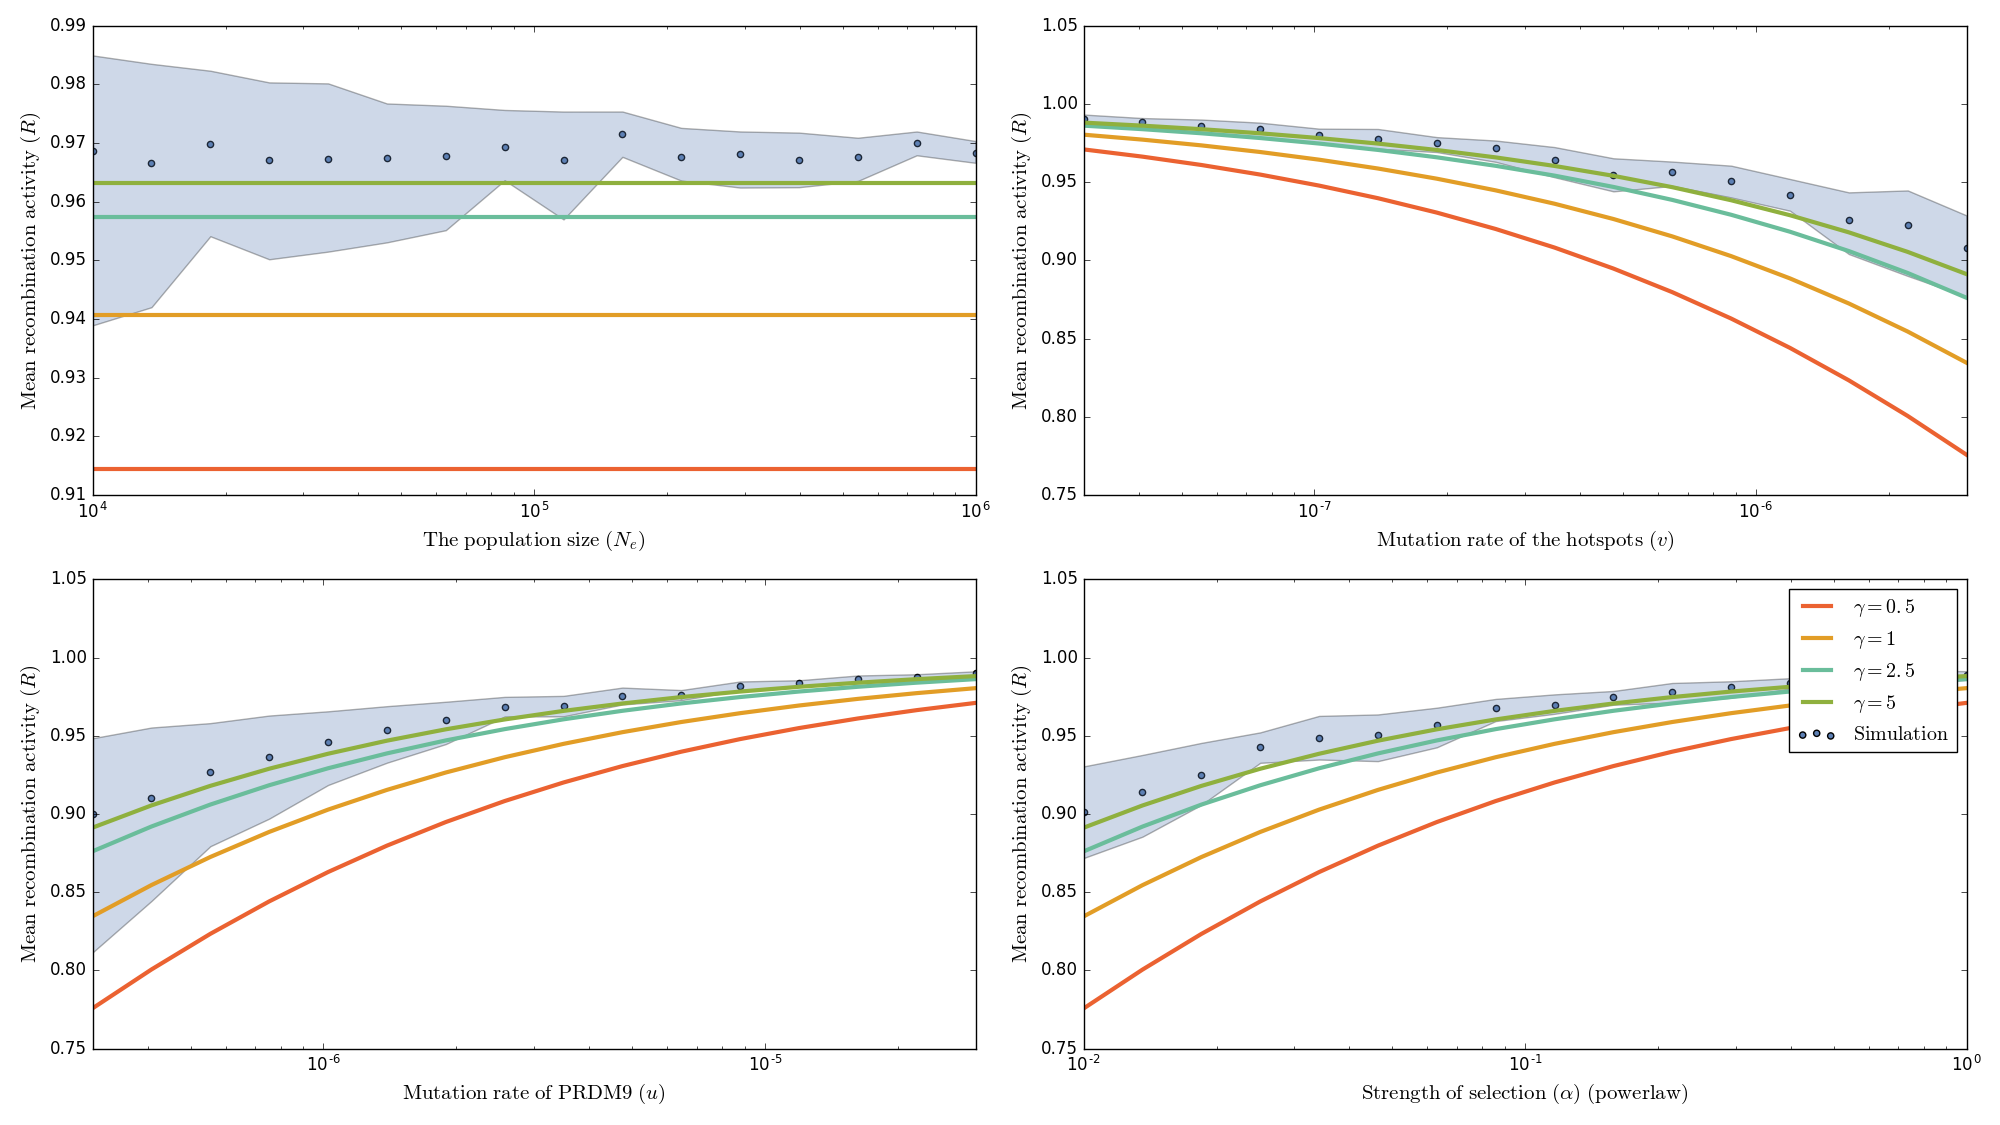 0.99
0.98
0.97
0.96
0.95
0.94
0.93
0.92
0.91
Mean recombination activity (R)
10^4 10^5 10^6
The population size (N_e)
1.05
1.00
0.95
0.90
0.85
0.80
0.75
Mean recombination activity (R)
10^-7 10^-6
Mutation rate of the hotspots (v)
1.05
1.00
0.95
0.90
0.85
0.80
0.75
Mean recombination activity (R)
10^-6 10^-5
Mutation rate of PRDM9 (u)
1.05
1.00
0.95
0.90
0.85
0.80
0.75
Mean recombination activity (R)
10^-2 10^-1 10^0
Strength of selection (α) (powerlaw)
γ = 0.5
γ = 1
γ = 2.5
γ = 5
Simulation